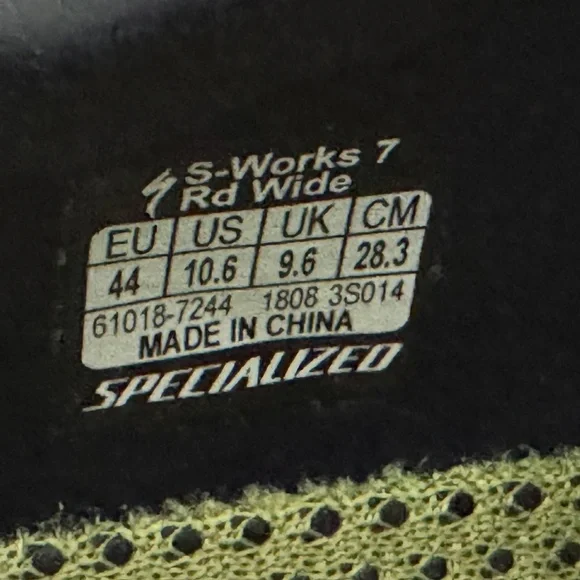 S-Works 7
Rd Wide
EU US UK CM
44 10.6 9.6 28.3
61018-7244 1808 3S014
MADE IN CHINA
SPECIALIZED